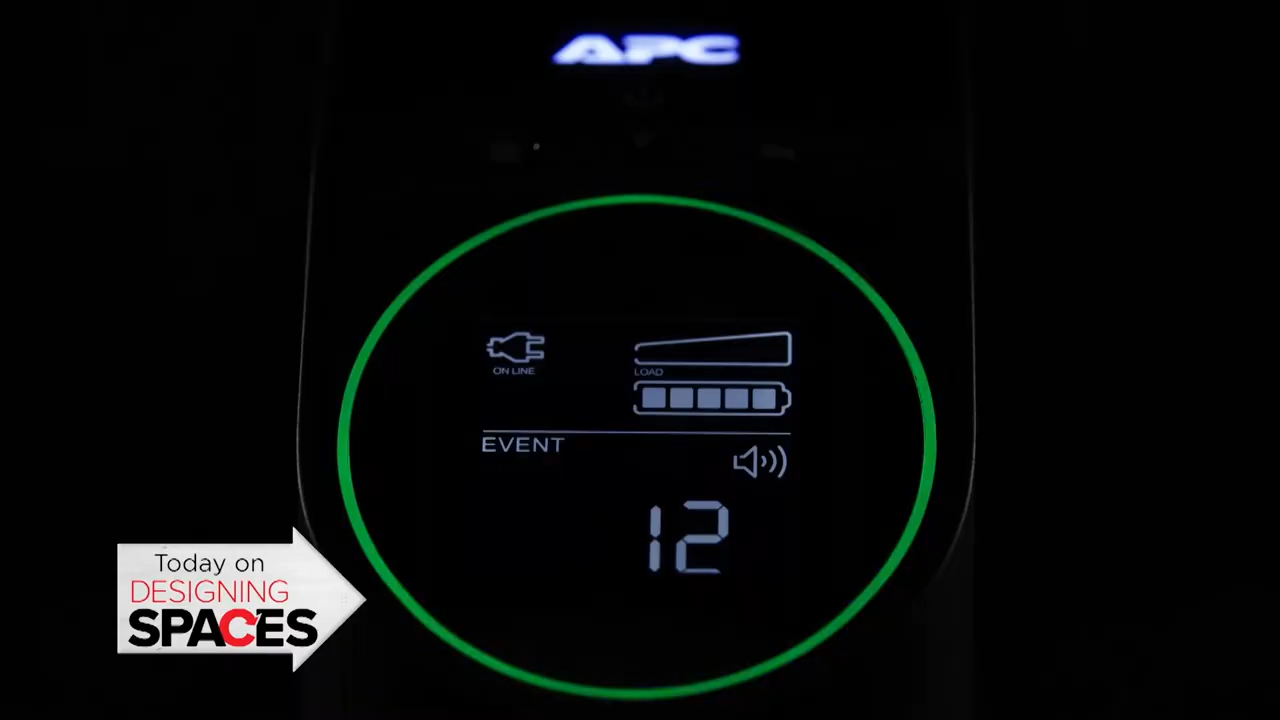 APC
ON LINE
LOAD
EVENT
12
Today on
DESIGNING
SPACES